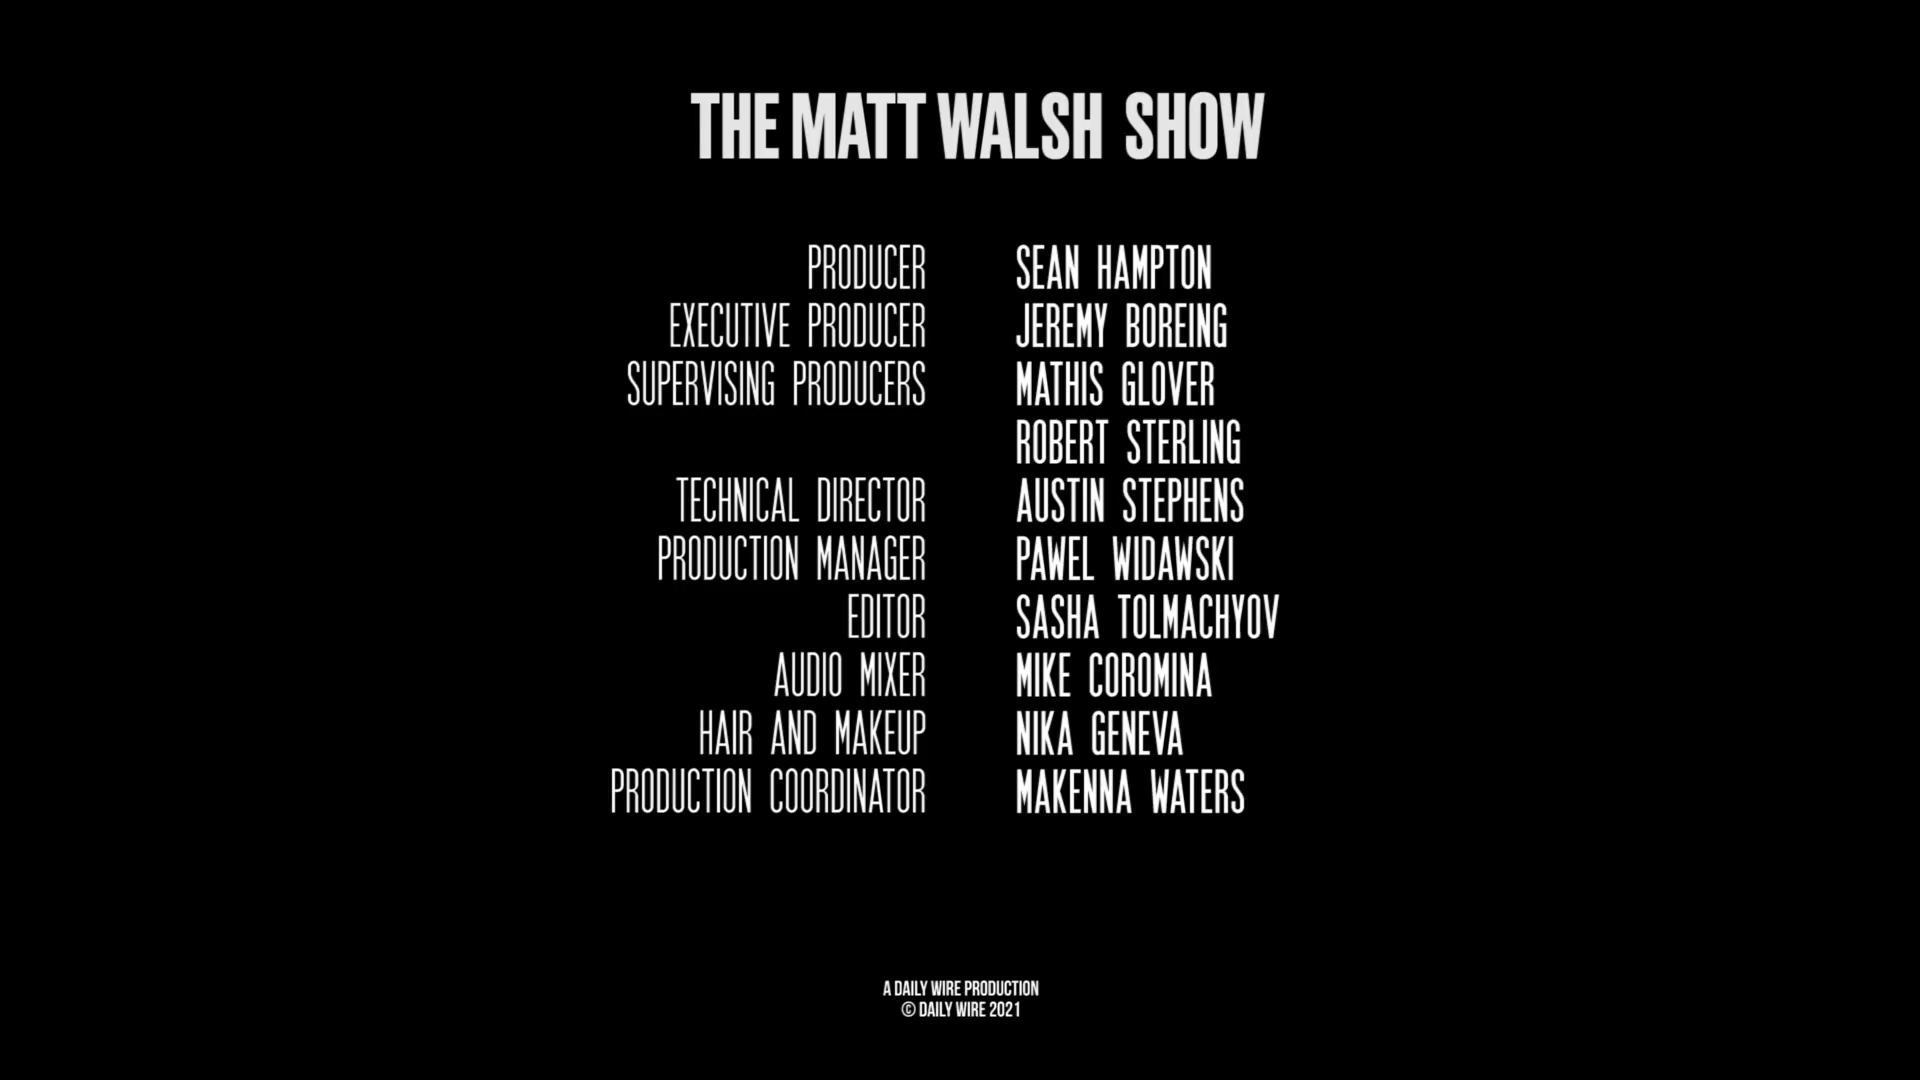 THE MATT WALSH SHOW
PRODUCER SEAN HAMPTON
EXECUTIVE PRODUCER JEREMY BOREING
SUPERVISING PRODUCERS MATHIS GLOVER
ROBERT STERLING
TECHNICAL DIRECTOR AUSTIN STEPHENS
PRODUCTION MANAGER PAWEL WIDAWSKI
EDITOR SASHA TOLMACHYOV
AUDIO MIXER MIKE COROMINA
HAIR AND MAKEUP NIKA GENEVA
PRODUCTION COORDINATOR MAKENNA WATERS
A DAILY WIRE PRODUCTION
© DAILY WIRE 2021